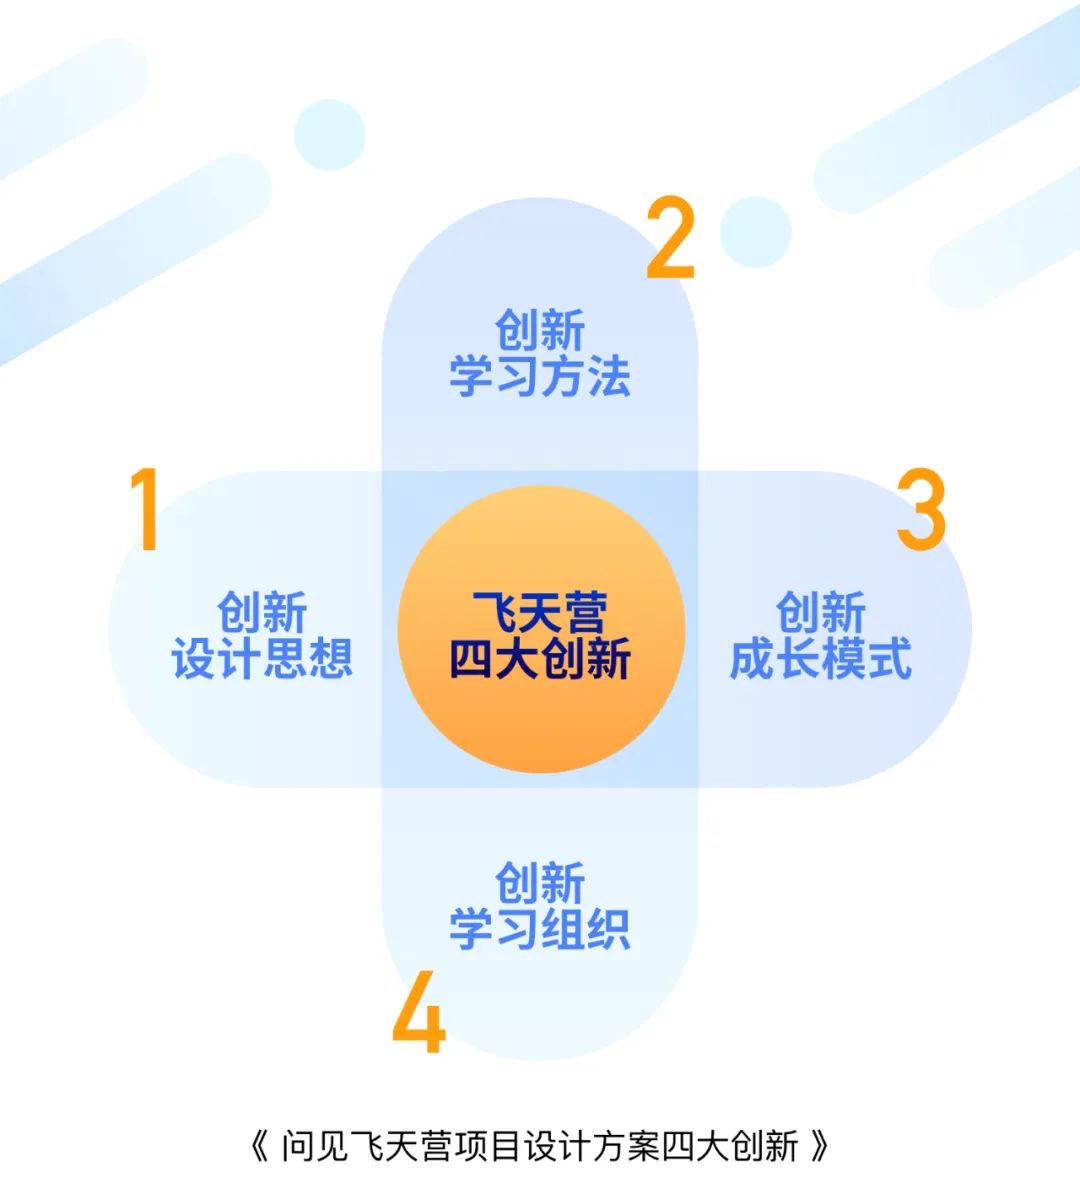 2
创新
学习方法
1
创新
设计思想
飞天营
四大创新
3
创新
成长模式
创新
学习组织
4
《 问见飞天营项目设计方案四大创新 》